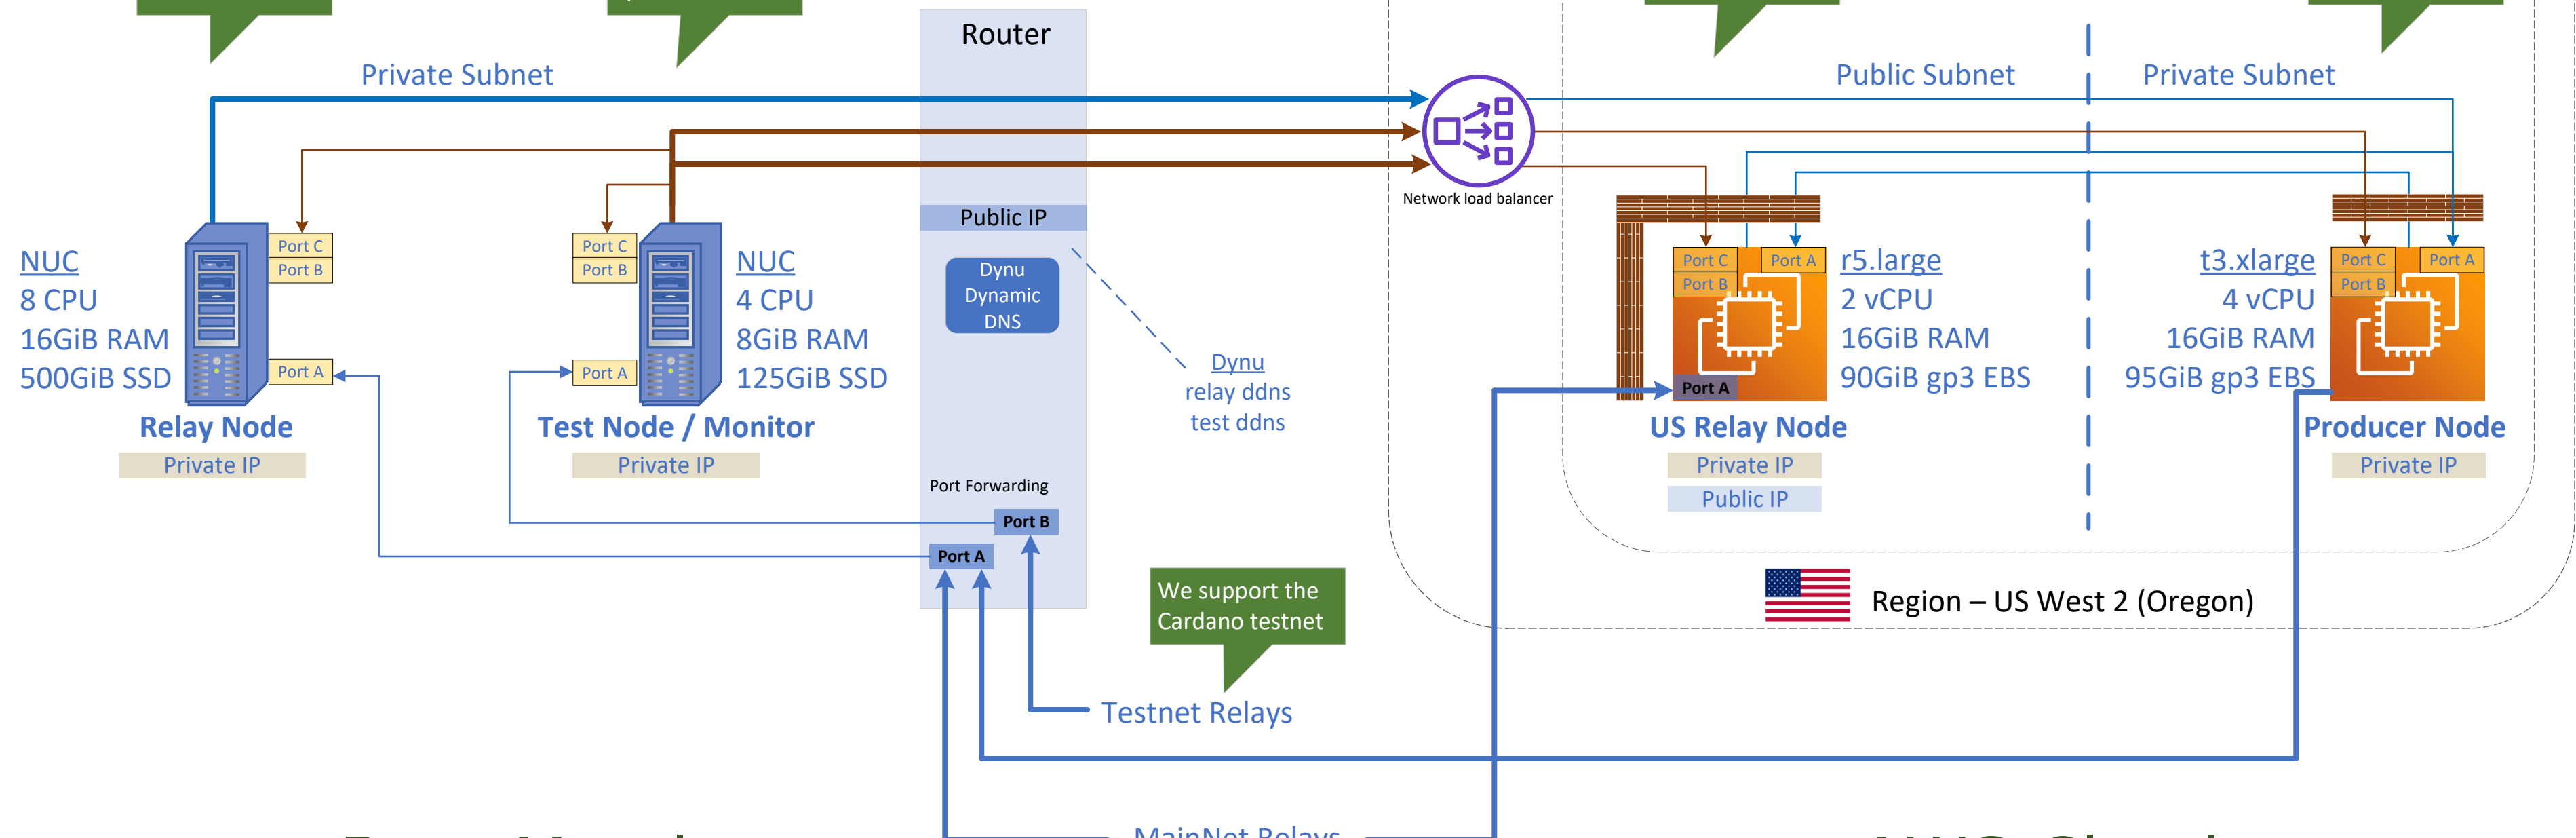 Router
Private Subnet
Public Subnet
Private Subnet
Network load balancer
Public IP
Dynu
Dynamic
DNS
NUC
8 CPU
16GiB RAM
500GiB SSD
Port C
Port B
Port A
Relay Node
Private IP
Port C
Port B
Port A
NUC
4 CPU
8GiB RAM
125GiB SSD
Test Node / Monitor
Private IP
Dynu
relay ddns
test ddns
Port Forwarding
Port B
Port A
Port C
Port A
Port B
Port A
r5.large
2 vCPU
16GiB RAM
90GiB gp3 EBS
US Relay Node
Private IP
Public IP
t3.xlarge
4 vCPU
16GiB RAM
95GiB gp3 EBS
Port C
Port A
Port B
Producer Node
Private IP
We support the
Cardano testnet
Region – US West 2 (Oregon)
Testnet Relays
MainNet Relays